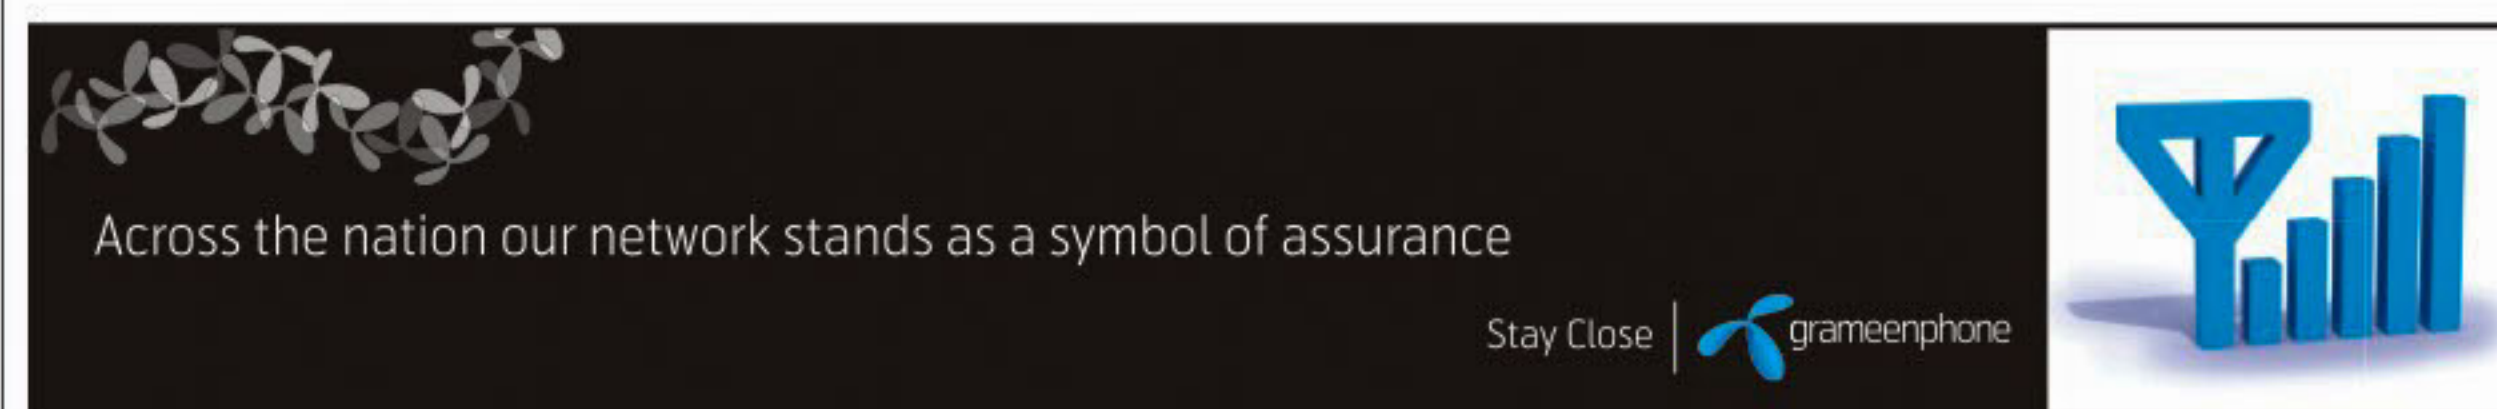 Across the nation our network stands as a symbol of assurance
Stay Close | grameenphone